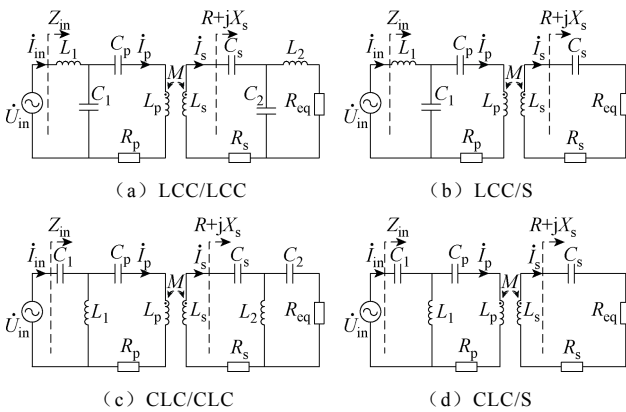 Z_in R+jX_s
İ_in L_1 C_p İ_p İ_s C_s L_2
M
U̇_in C_1 L_p L_s C_2 R_eq
R_p R_s
（a）LCC/LCC
Z_in R+jX_s
İ_in L_1 C_p İ_p İ_s C_s
M
U̇_in C_1 L_p L_s R_eq
R_p R_s
（b）LCC/S
Z_in R+jX_s
İ_in C_1 C_p İ_p İ_s C_s C_2
M
U̇_in L_1 L_p L_s L_2 R_eq
R_p R_s
（c）CLC/CLC
Z_in R+jX_s
İ_in C_1 C_p İ_p İ_s C_s
M
U̇_in L_1 L_p L_s R_eq
R_p R_s
（d）CLC/S